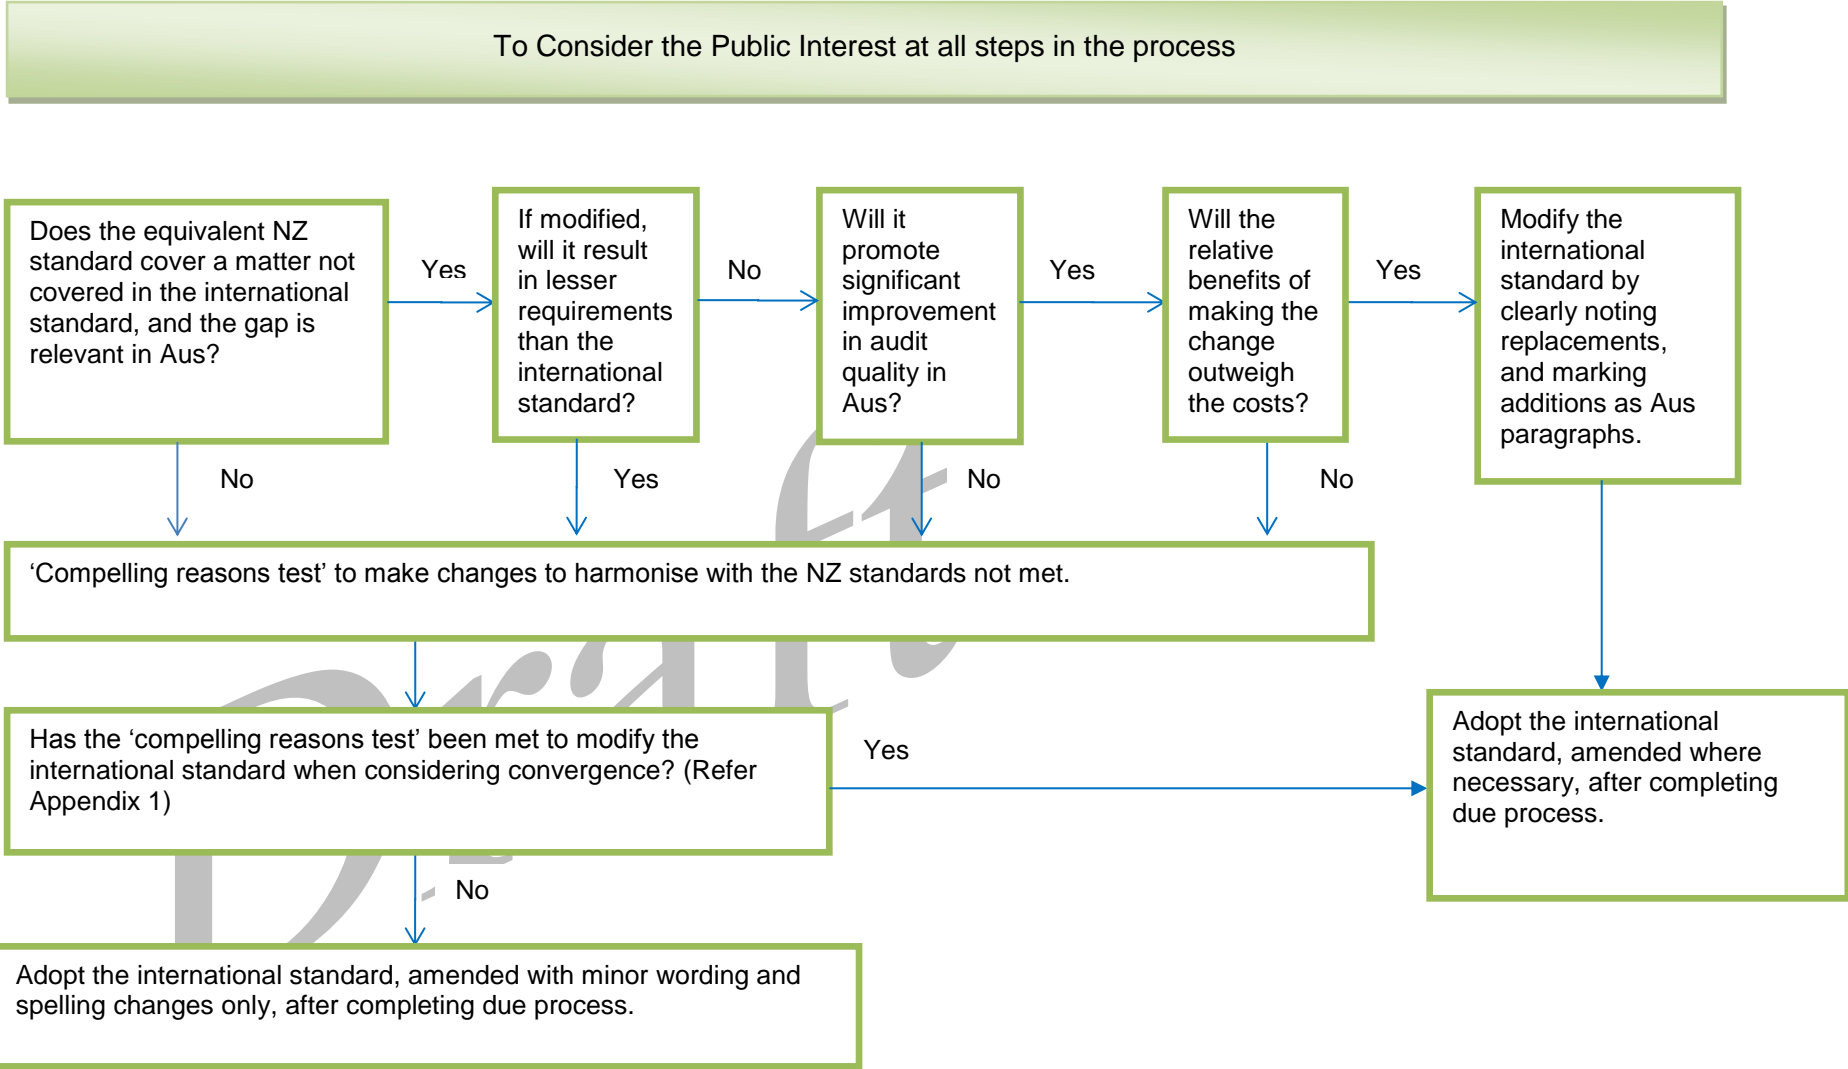 To Consider the Public Interest at all steps in the process
Does the equivalent NZ
standard cover a matter not
covered in the international
standard, and the gap is
relevant in Aus?
Yes
If modified,
will it result
in lesser
requirements
than the
international
standard?
No
Will it
promote
significant
improvement
in audit
quality in
Aus?
Yes
Will the
relative
benefits of
making the
change
outweigh
the costs?
Yes
Modify the
international
standard by
clearly noting
replacements,
and marking
additions as Aus
paragraphs.
No
Yes
No
No
‘Compelling reasons test’ to make changes to harmonise with the NZ standards not met.
Has the ‘compelling reasons test’ been met to modify the
international standard when considering convergence? (Refer
Appendix 1)
Yes
Adopt the international
standard, amended where
necessary, after completing
due process.
No
Adopt the international standard, amended with minor wording and
spelling changes only, after completing due process.
Draft